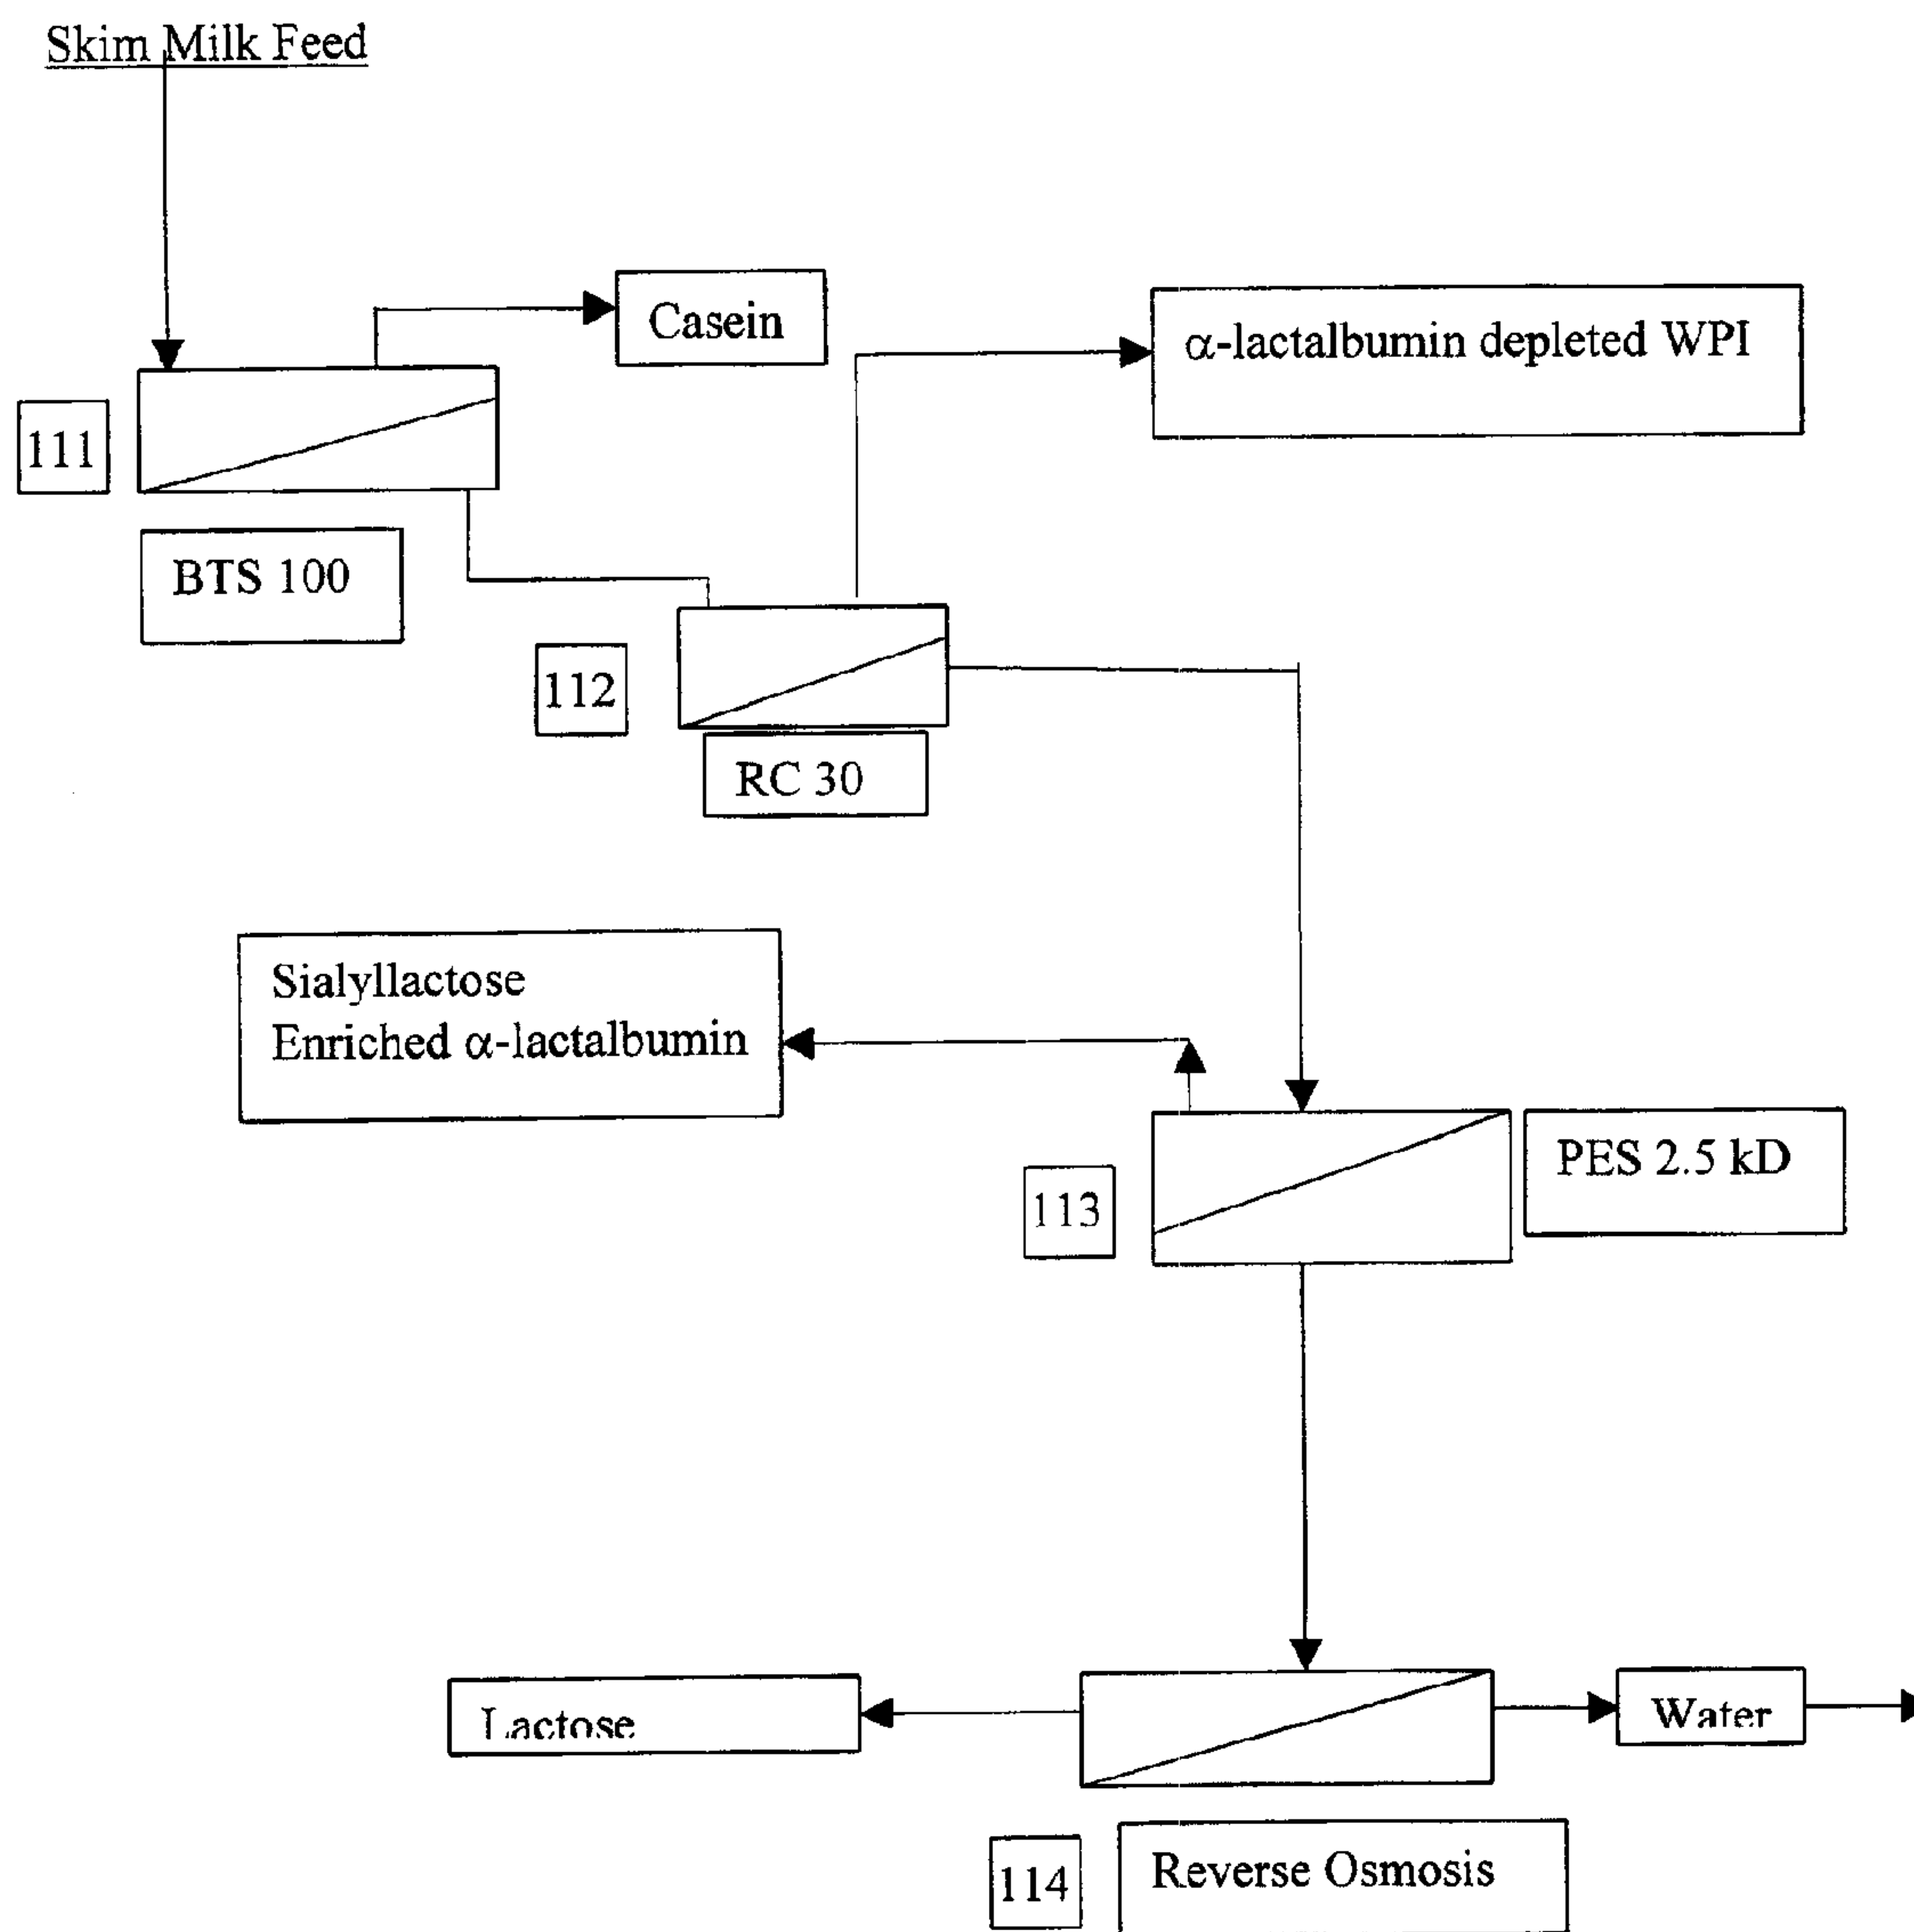 Skim Milk Feed
Casein
α-lactalbumin depleted WPI
111
BTS 100
112
RC 30
Sialyllactose
Enriched α-lactalbumin
PES 2.5 kD
113
Lactose
Water
114
Reverse Osmosis